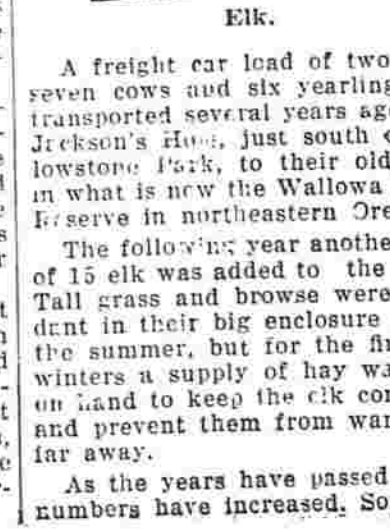 Elk.
A freight car load of two
seven cows and six yearling
transported several years ag
Jackson's Hole, just south
lowstone Park, to their old
in what is now the Wallowa
Reserve in northeastern Ore
The following year anothe
of 15 elk was added to the
Tall grass and browse were
dant in their big enclosure
the summer, but for the fi
winters a supply of hay wa
on hand to keep the elk con
and prevent them from wan
far away.
As the years have passed
numbers have increased. So